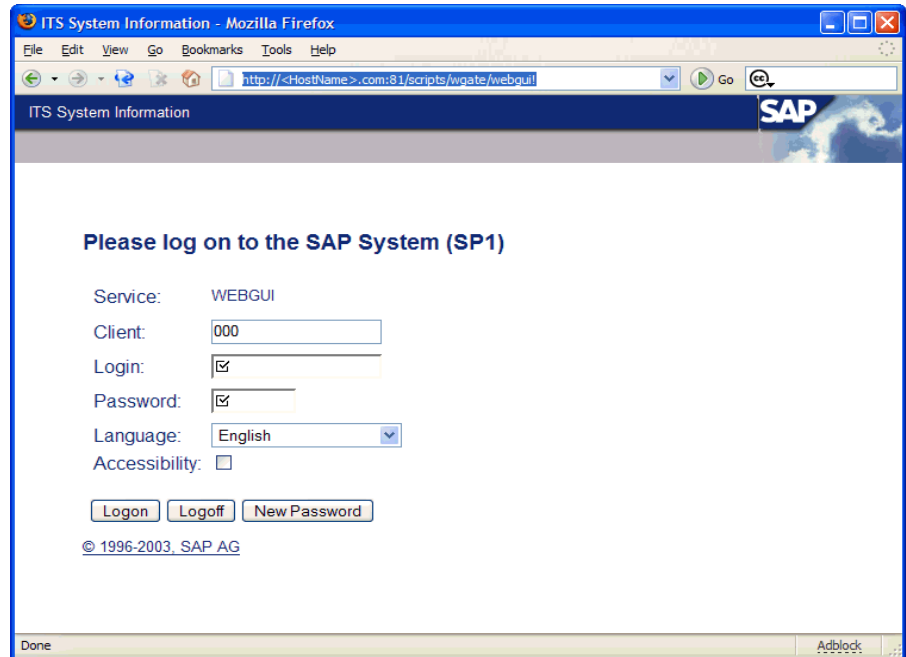 ITS System Information - Mozilla Firefox
File Edit View Go Bookmarks Tools Help
http://<HostName>.com:81/scripts/wgate/webgui! Go cc
ITS System Information SAP
Please log on to the SAP System (SP1)
Service: WEBGUI
Client: 000
Login:
Password:
Language: English
Accessibility:
Logon Logoff New Password
© 1996-2003, SAP AG
Done Adblock